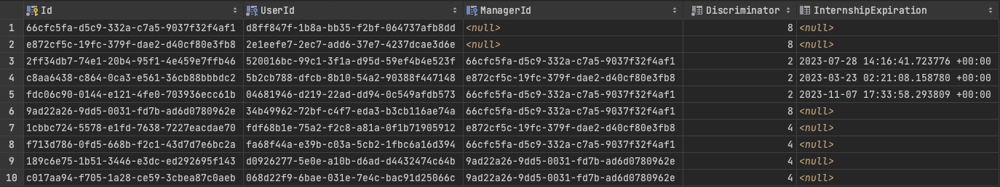 Id UserId ManagerId Discriminator InternshipExpiration
1 66cfc5fa-d5c9-332a-c7a5-9037f32f4af1 d8ff847f-1b8a-bb35-f2bf-064737afb8dd <null> 8 <null>
2 e872cf5c-19fc-379f-dae2-d40cf80e3fb8 2e1eefe7-2ec7-add6-37e7-4237dcae3d6e <null> 8 <null>
3 2ff34db7-74e1-20b4-95f1-4e459e7ffb46 520016bc-99c1-3f1a-d95d-59ef4b4e523f 66cfc5fa-d5c9-332a-c7a5-9037f32f4af1 2 2023-07-28 14:16:41.723776 +00:00
4 c8aa6438-c864-0ca3-e561-36cb88bbbdc2 5b2cb788-dfcb-8b10-54a2-90388f447148 e872cf5c-19fc-379f-dae2-d40cf80e3fb8 2 2023-03-23 02:21:08.158780 +00:00
5 fdc06c90-0144-e121-4fe0-703936ecc61b 04681946-d219-22ad-dd94-0c549afdb573 66cfc5fa-d5c9-332a-c7a5-9037f32f4af1 2 2023-11-07 17:33:58.293809 +00:00
6 9ad22a26-9dd5-0031-fd7b-ad6d0780962e 34b49962-72bf-c4f7-eda3-b3cb116ae74a 66cfc5fa-d5c9-332a-c7a5-9037f32f4af1 8 <null>
7 1cbbc724-5578-e1fd-7638-7227eacdae70 fdf68b1e-75a2-f2c8-a81a-0f1b71905912 e872cf5c-19fc-379f-dae2-d40cf80e3fb8 4 <null>
8 f713d786-0fd5-668b-f2c1-43d7d7e6bc2a fa68f44a-e39b-c03a-5cb2-1fbc6a16d394 66cfc5fa-d5c9-332a-c7a5-9037f32f4af1 4 <null>
9 189c6e75-1b51-3446-e3dc-ed292695f143 d0926277-5e0e-a10b-d6ad-d4432474c64b 9ad22a26-9dd5-0031-fd7b-ad6d0780962e 4 <null>
10 c017aa94-f705-1a28-ce59-3cbea87c0aeb 068d22f9-6bae-031e-7e4c-bac91d25066c 9ad22a26-9dd5-0031-fd7b-ad6d0780962e 4 <null>